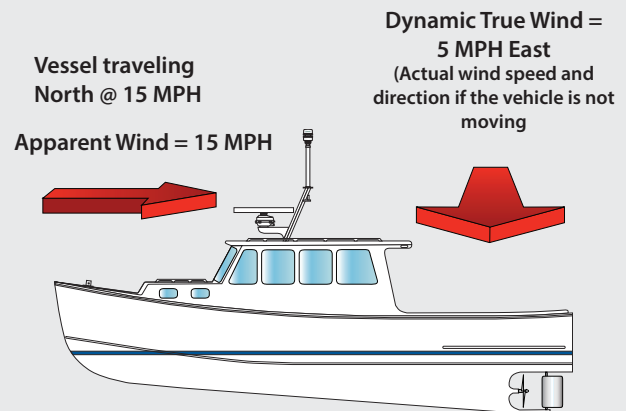 Vessel traveling
North @ 15 MPH
Apparent Wind = 15 MPH
Dynamic True Wind =
5 MPH East
(Actual wind speed and
direction if the vehicle is not
moving